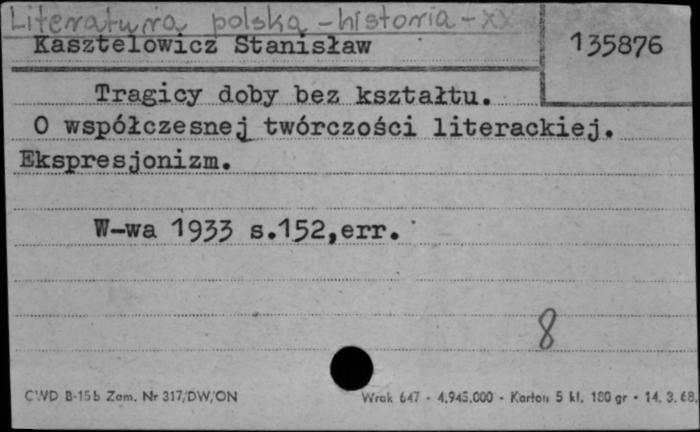 Literatura polska - historia - XX
Kasztelowicz Stanisław
135876
Tragicy doby bez kształtu.
O współczesnej twórczości literackiej.
Ekspresjonizm.
W-wa 1933 s.152,err.
8
CWD B-15b Zam. Nr 317/DW/ON
Wrak 647 - 4.945.000 - Karton 5 kl. 180 gr - 14. 3. 68.